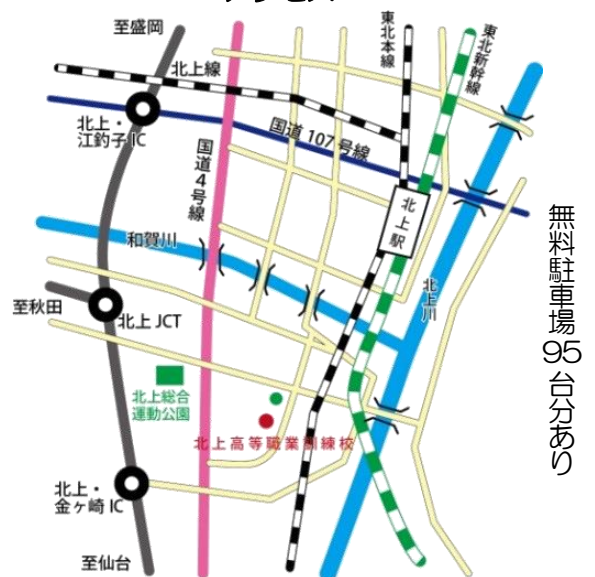 至盛岡
東北本線
東北新幹線
北上線
北上・
江釣子IC
国道107号線
国道4号線
北上駅
和賀川
北上川
無料駐車場95台分あり
至秋田
北上JCT
北上総合
運動公園
北上高等職業訓練校
北上・
金ヶ崎IC
至仙台